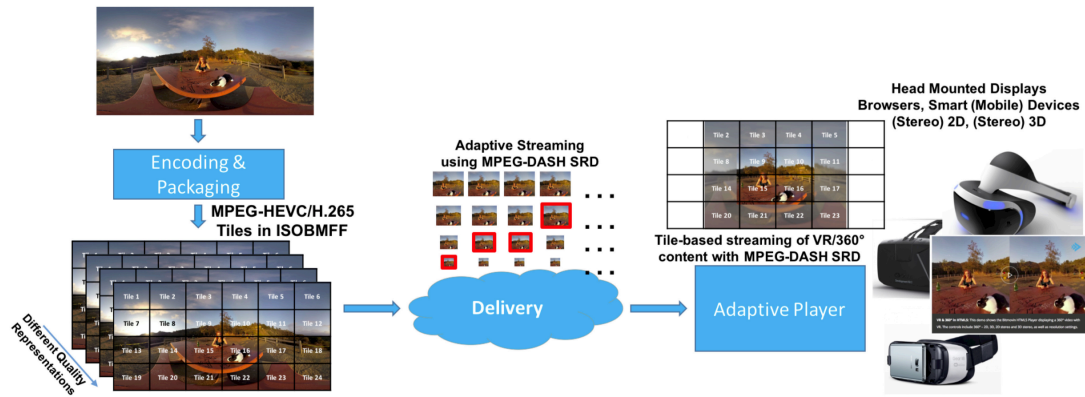 Encoding &
Packaging
MPEG-HEVC/H.265
Tiles in ISOBMFF
Tile 1 Tile 2 Tile 3 Tile 4 Tile 5 Tile 6
Tile 7 Tile 8 Tile 9 Tile 10 Tile 11 Tile 12
Tile 13 Tile 14 Tile 15 Tile 16 Tile 17 Tile 18
Tile 19 Tile 20 Tile 21 Tile 22 Tile 23 Tile 24
Different Quality
Representations
Adaptive Streaming
using MPEG-DASH SRD
. . .
. . .
. . .
. . .
Delivery
Tile 2 Tile 3 Tile 4 Tile 5
Tile 8 Tile 9 Tile 10 Tile 11
Tile 14 Tile 15 Tile 16 Tile 17
Tile 20 Tile 21 Tile 22 Tile 23
Tile-based streaming of VR/360°
content with MPEG-DASH SRD
Adaptive Player
Head Mounted Displays
Browsers, Smart (Mobile) Devices
(Stereo) 2D, (Stereo) 3D